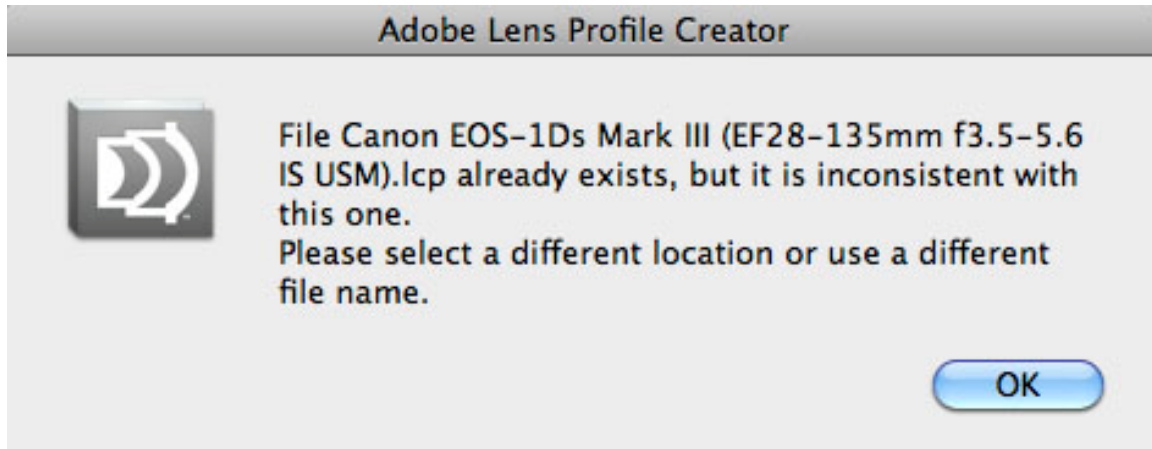 Adobe Lens Profile Creator
File Canon EOS-1Ds Mark III (EF28-135mm f3.5-5.6
IS USM).lcp already exists, but it is inconsistent with
this one.
Please select a different location or use a different
file name.
OK